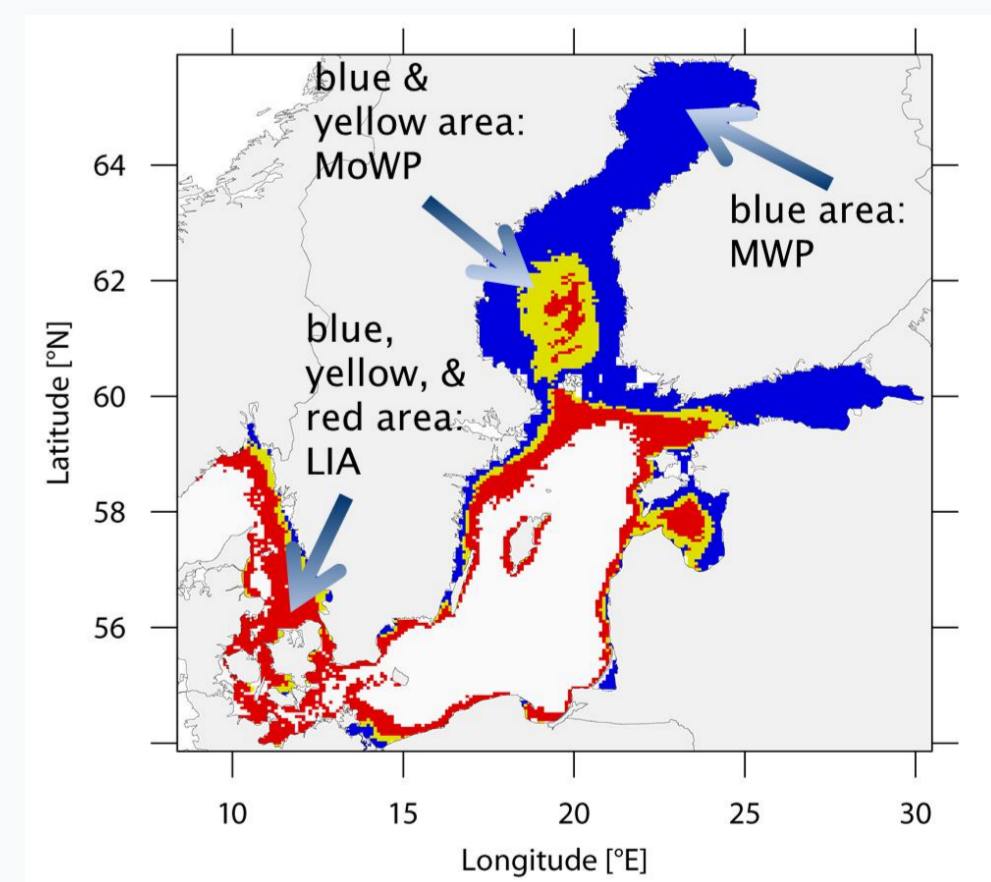 blue &
yellow area:
MoWP
blue area:
MWP
blue,
yellow, &
red area:
LIA
64
62
60
58
56
Latitude [°N]
10 15 20 25 30
Longitude [°E]